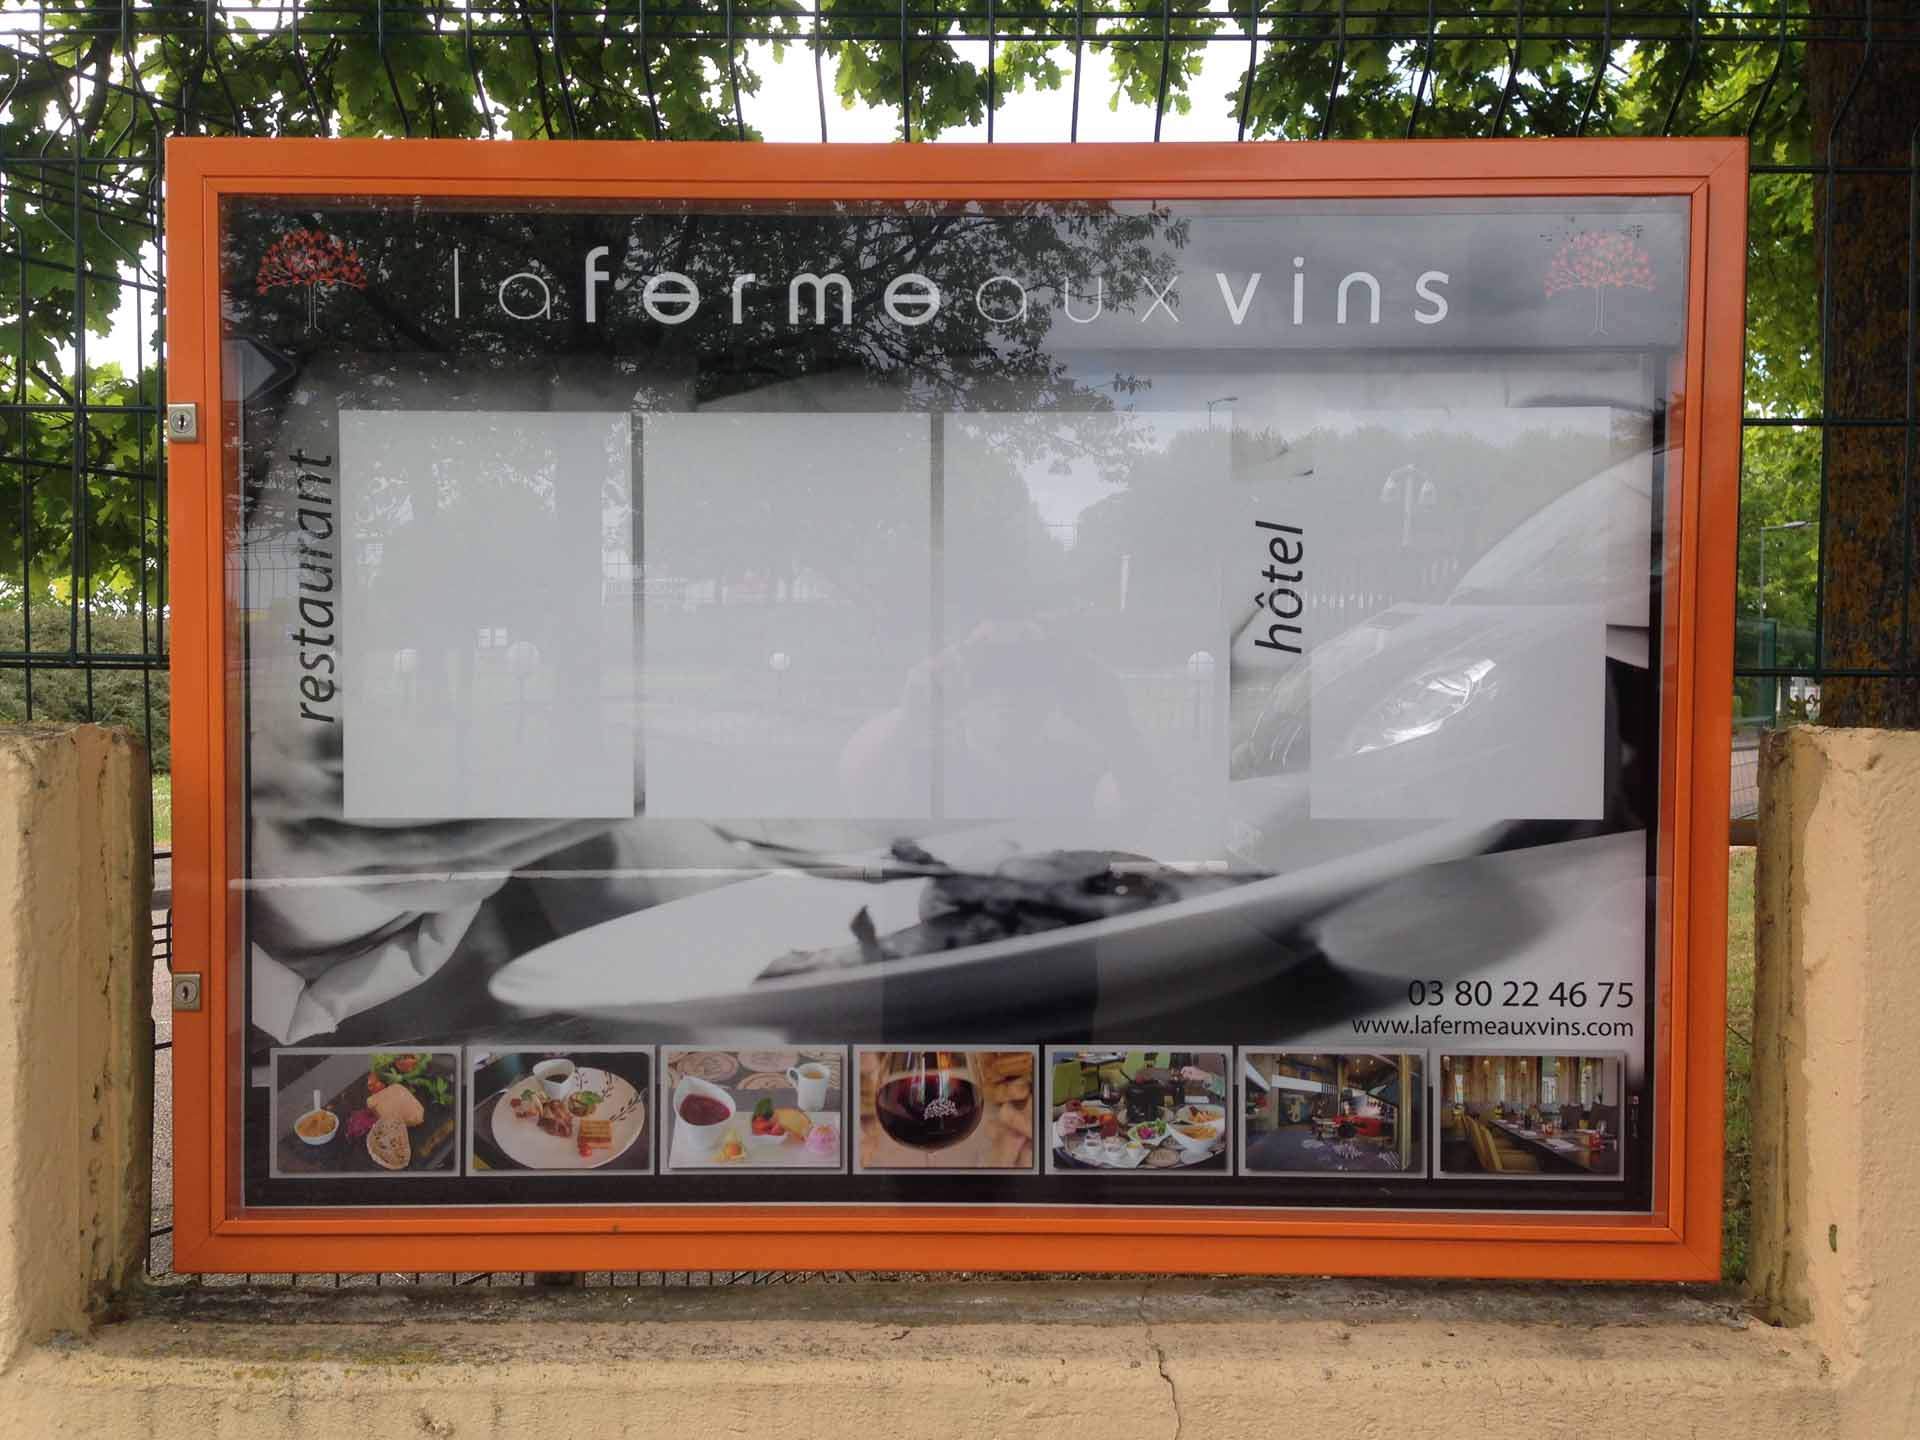 lafermeauxvins
restaurant
hôtel
03 80 22 46 75
www.lafermeauxvins.com